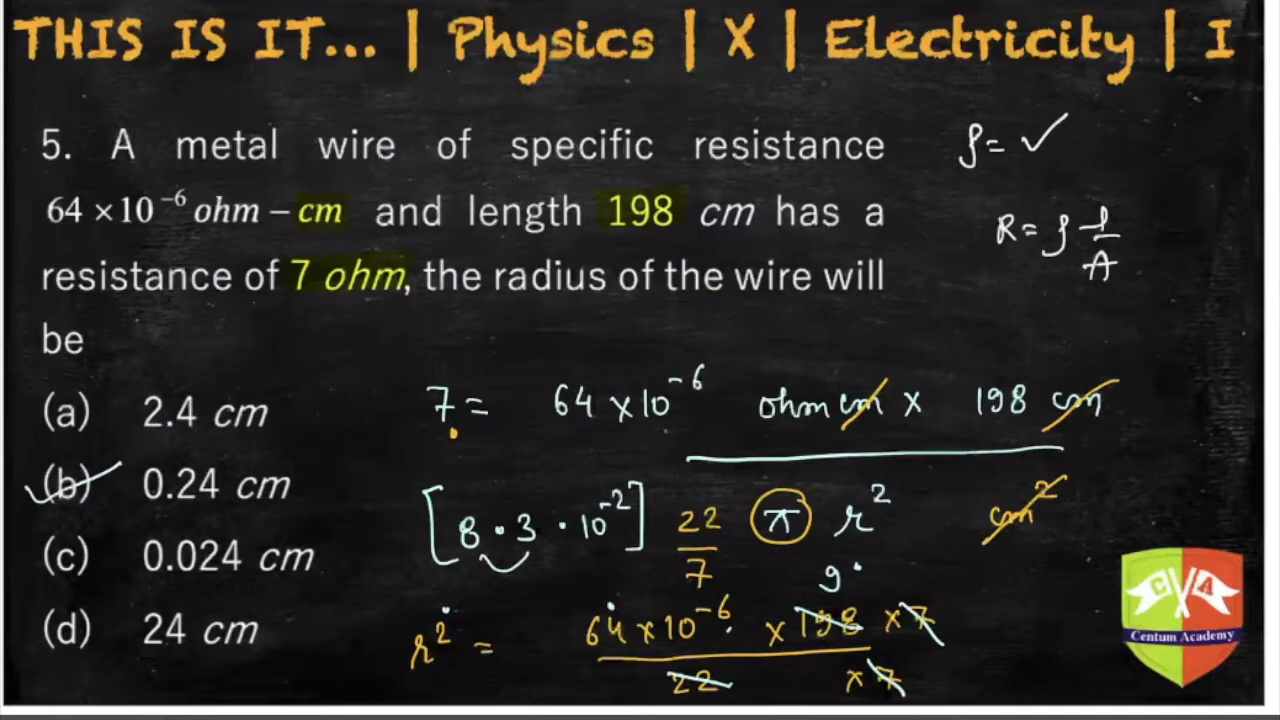 THIS IS IT... | Physics | X | Electricity | I
5. A metal wire of specific resistance
64 ×10⁻⁶ ohm – cm and length 198 cm has a
resistance of 7 ohm, the radius of the wire will
be
(a) 2.4 cm
(b) 0.24 cm
(c) 0.024 cm
(d) 24 cm
ρ = ✓
R = ρ l/A
7 = 64 ×10⁻⁶ ohm cm × 198 cm
[8 · 3 · 10⁻²] 22/7 π r² cm²
9
r² = 64 ×10⁻⁶ × 198 × 7
22 × 7
C A
Centum Academy